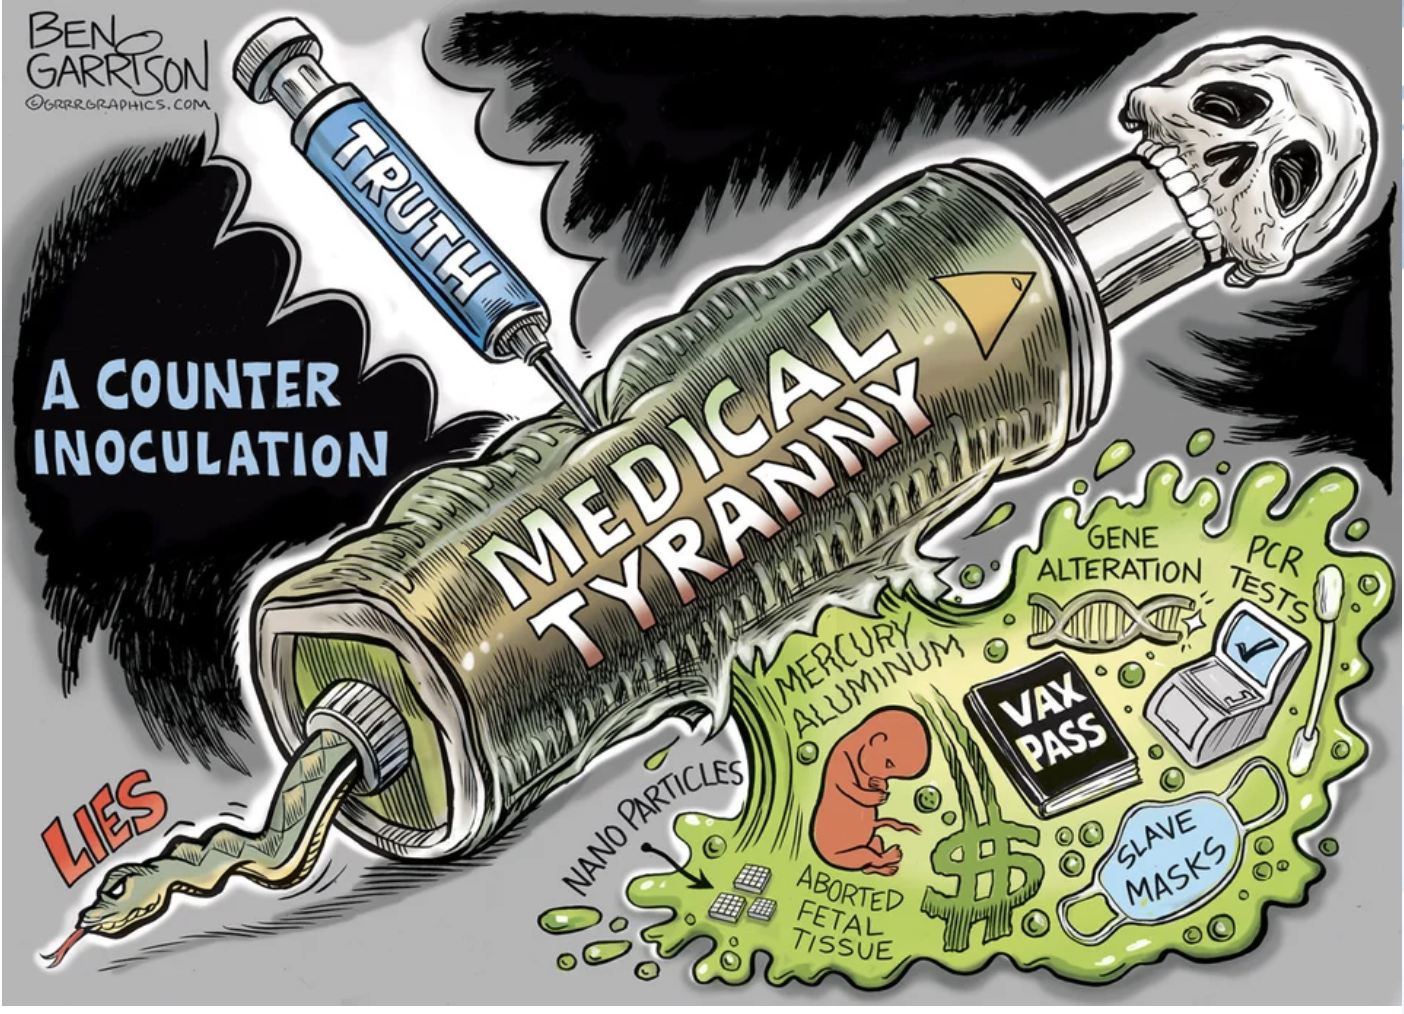 BEN
GARRISON
©GRRRGRAPHICS.COM
TRUTH
A COUNTER
INOCULATION
MEDICAL
TYRANNY
LIES
GENE
ALTERATION
PCR
TESTS
MERCURY
ALUMINUM
VAX
PASS
NANO PARTICLES
$
SLAVE
MASKS
ABORTED
FETAL
TISSUE